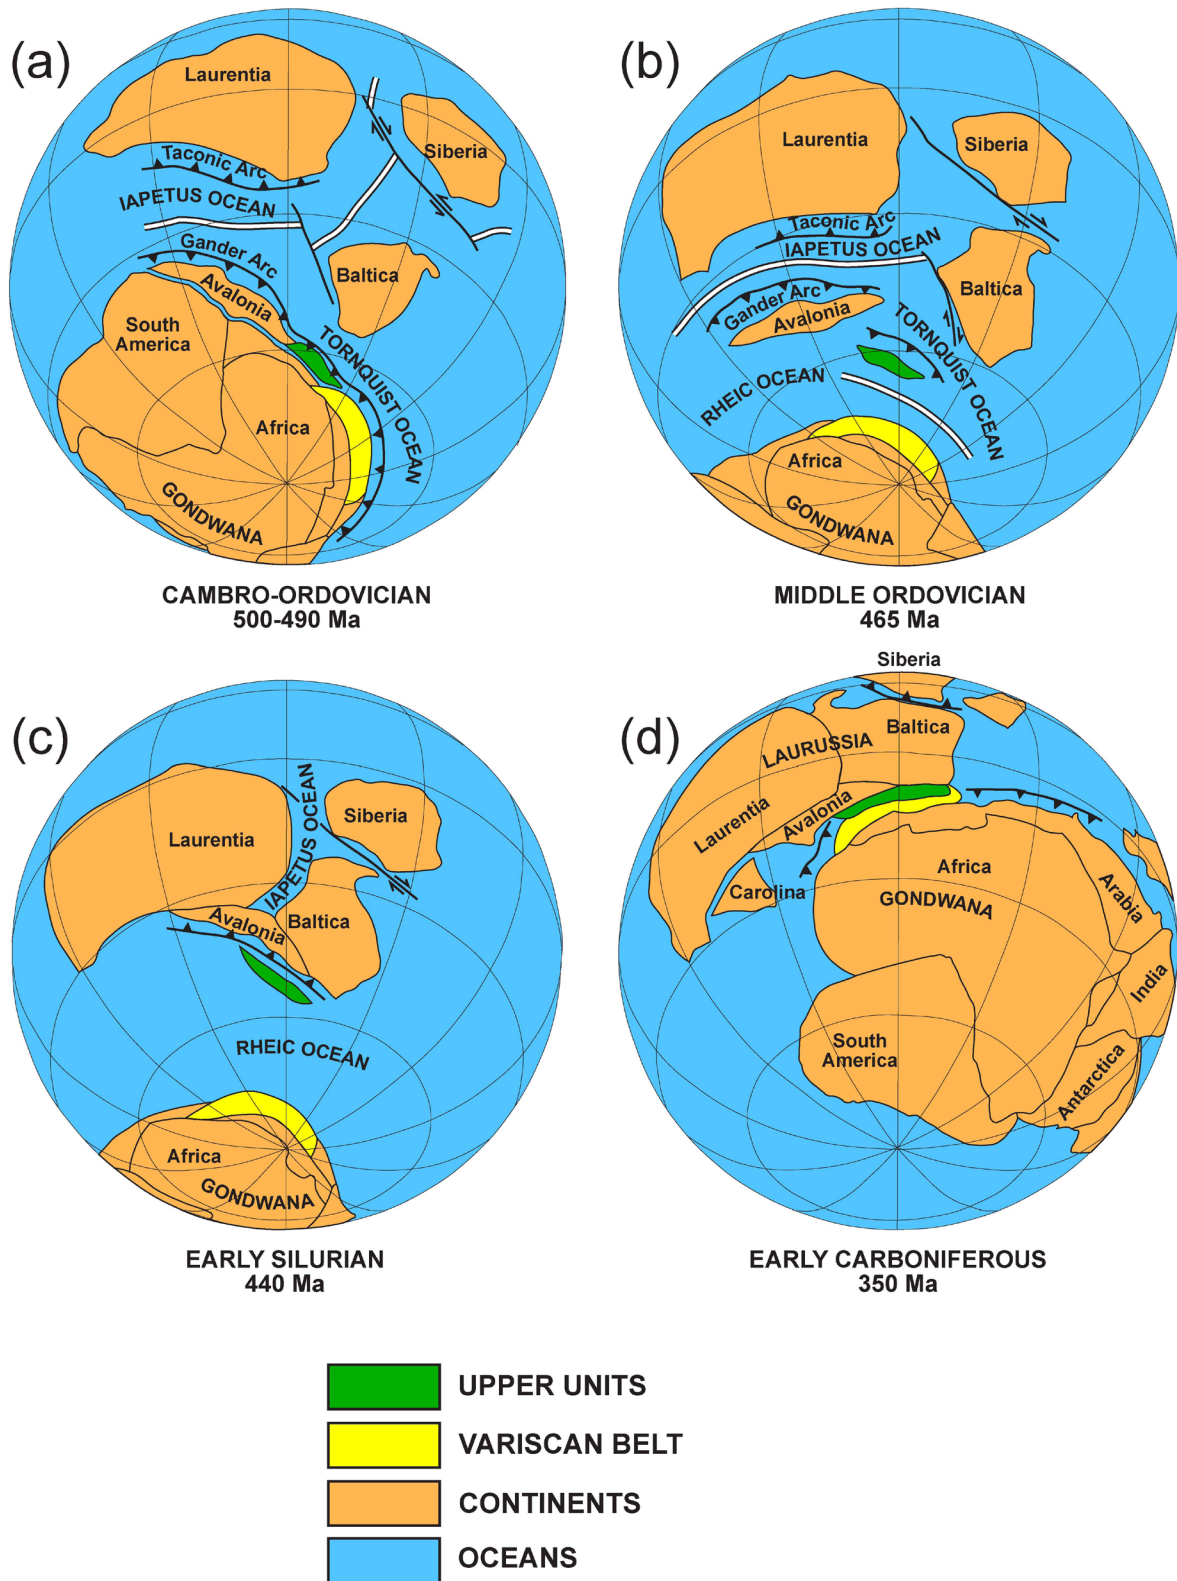 (a)
Laurentia
Siberia
Taconic Arc
IAPETUS OCEAN
Gander Arc
Baltica
Avalonia
South
America
TORNQUIST OCEAN
Africa
GONDWANA
CAMBRO-ORDOVICIAN
500-490 Ma
(b)
Laurentia
Siberia
Taconic Arc
IAPETUS OCEAN
Baltica
Gander Arc
Avalonia
TORNQUIST OCEAN
RHEIC OCEAN
Africa
GONDWANA
MIDDLE ORDOVICIAN
465 Ma
(c)
IAPETUS OCEAN
Siberia
Laurentia
Avalonia
Baltica
RHEIC OCEAN
Africa
GONDWANA
EARLY SILURIAN
440 Ma
Siberia
(d)
Baltica
LAURUSSIA
Laurentia
Avalonia
Carolina
Africa
GONDWANA
Arabia
India
South
America
Antarctica
EARLY CARBONIFEROUS
350 Ma
UPPER UNITS
VARISCAN BELT
CONTINENTS
OCEANS